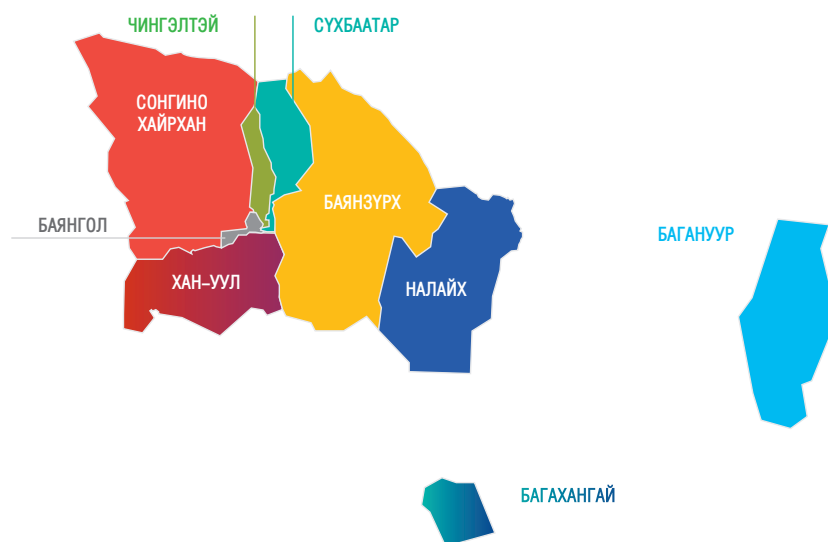 ЧИНГЭЛТЭЙ
СҮХБААТАР
СОНГИНО
ХАЙРХАН
БАЯНЗҮРХ
БАЯНГОЛ
БАГАНУУР
ХАН–УУЛ
НАЛАЙХ
БАГАХАНГАЙ